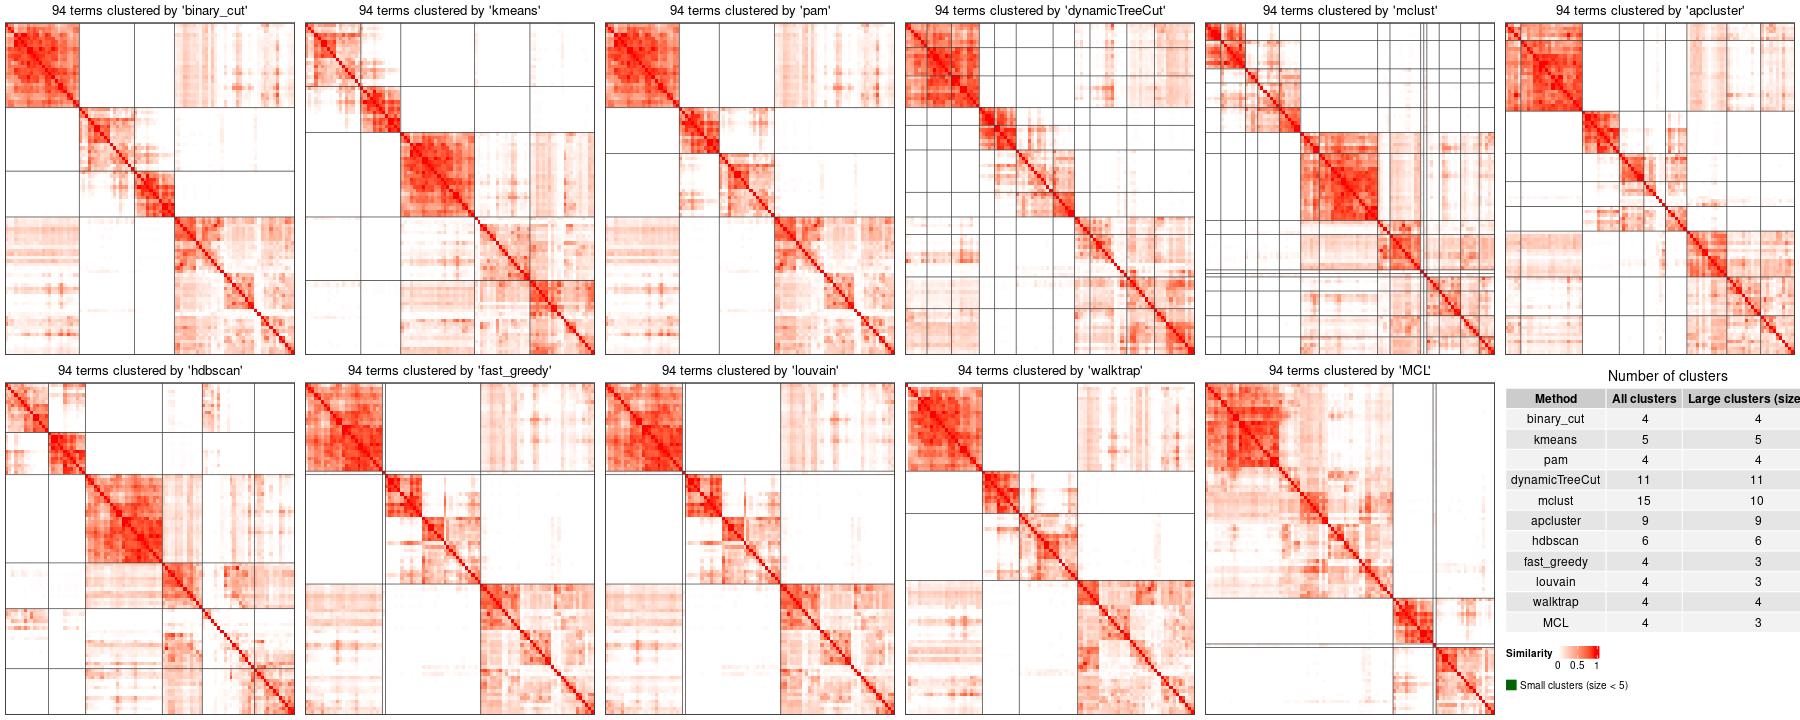 94 terms clustered by 'binary_cut'
94 terms clustered by 'kmeans'
94 terms clustered by 'pam'
94 terms clustered by 'dynamicTreeCut'
94 terms clustered by 'mclust'
94 terms clustered by 'apcluster'
94 terms clustered by 'hdbscan'
94 terms clustered by 'fast_greedy'
94 terms clustered by 'louvain'
94 terms clustered by 'walktrap'
94 terms clustered by 'MCL'
Number of clusters
Method All clusters Large clusters (size
binary_cut 4 4
kmeans 5 5
pam 4 4
dynamicTreeCut 11 11
mclust 15 10
apcluster 9 9
hdbscan 6 6
fast_greedy 4 3
louvain 4 3
walktrap 4 4
MCL 4 3
Similarity
0 0.5 1
Small clusters (size < 5)